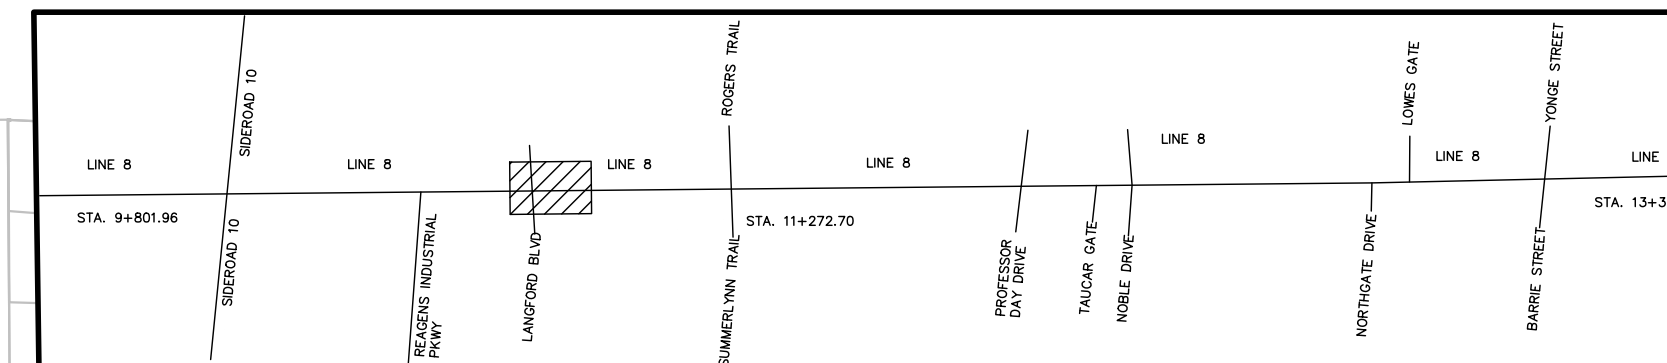 ROGERS TRAIL
YONGE STREET
LOWES GATE
SIDEROAD 10
LINE 8
LINE 8
LINE 8
LINE 8
LINE 8
LINE 8
LINE
STA. 9+801.96
STA. 11+272.70
STA. 13+3
SIDEROAD 10
REAGENS INDUSTRIAL
PKWY
LANGFORD BLVD
SUMMERLYNN TRAIL
PROFESSOR
DAY DRIVE
TAUCAR GATE
NOBLE DRIVE
NORTHGATE DRIVE
BARRIE STREET